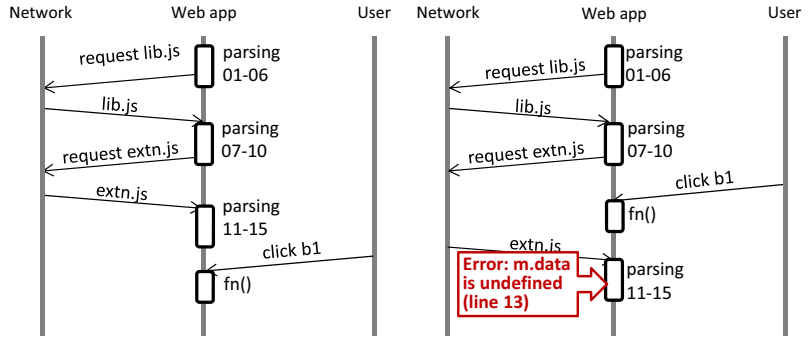 Network Web app User
request lib.js
parsing
01-06
lib.js
parsing
07-10
request extn.js
extn.js
parsing
11-15
click b1
fn()
Network Web app User
request lib.js
parsing
01-06
lib.js
parsing
07-10
request extn.js
click b1
fn()
extn.js
Error: m.data
is undefined
(line 13)
parsing
11-15